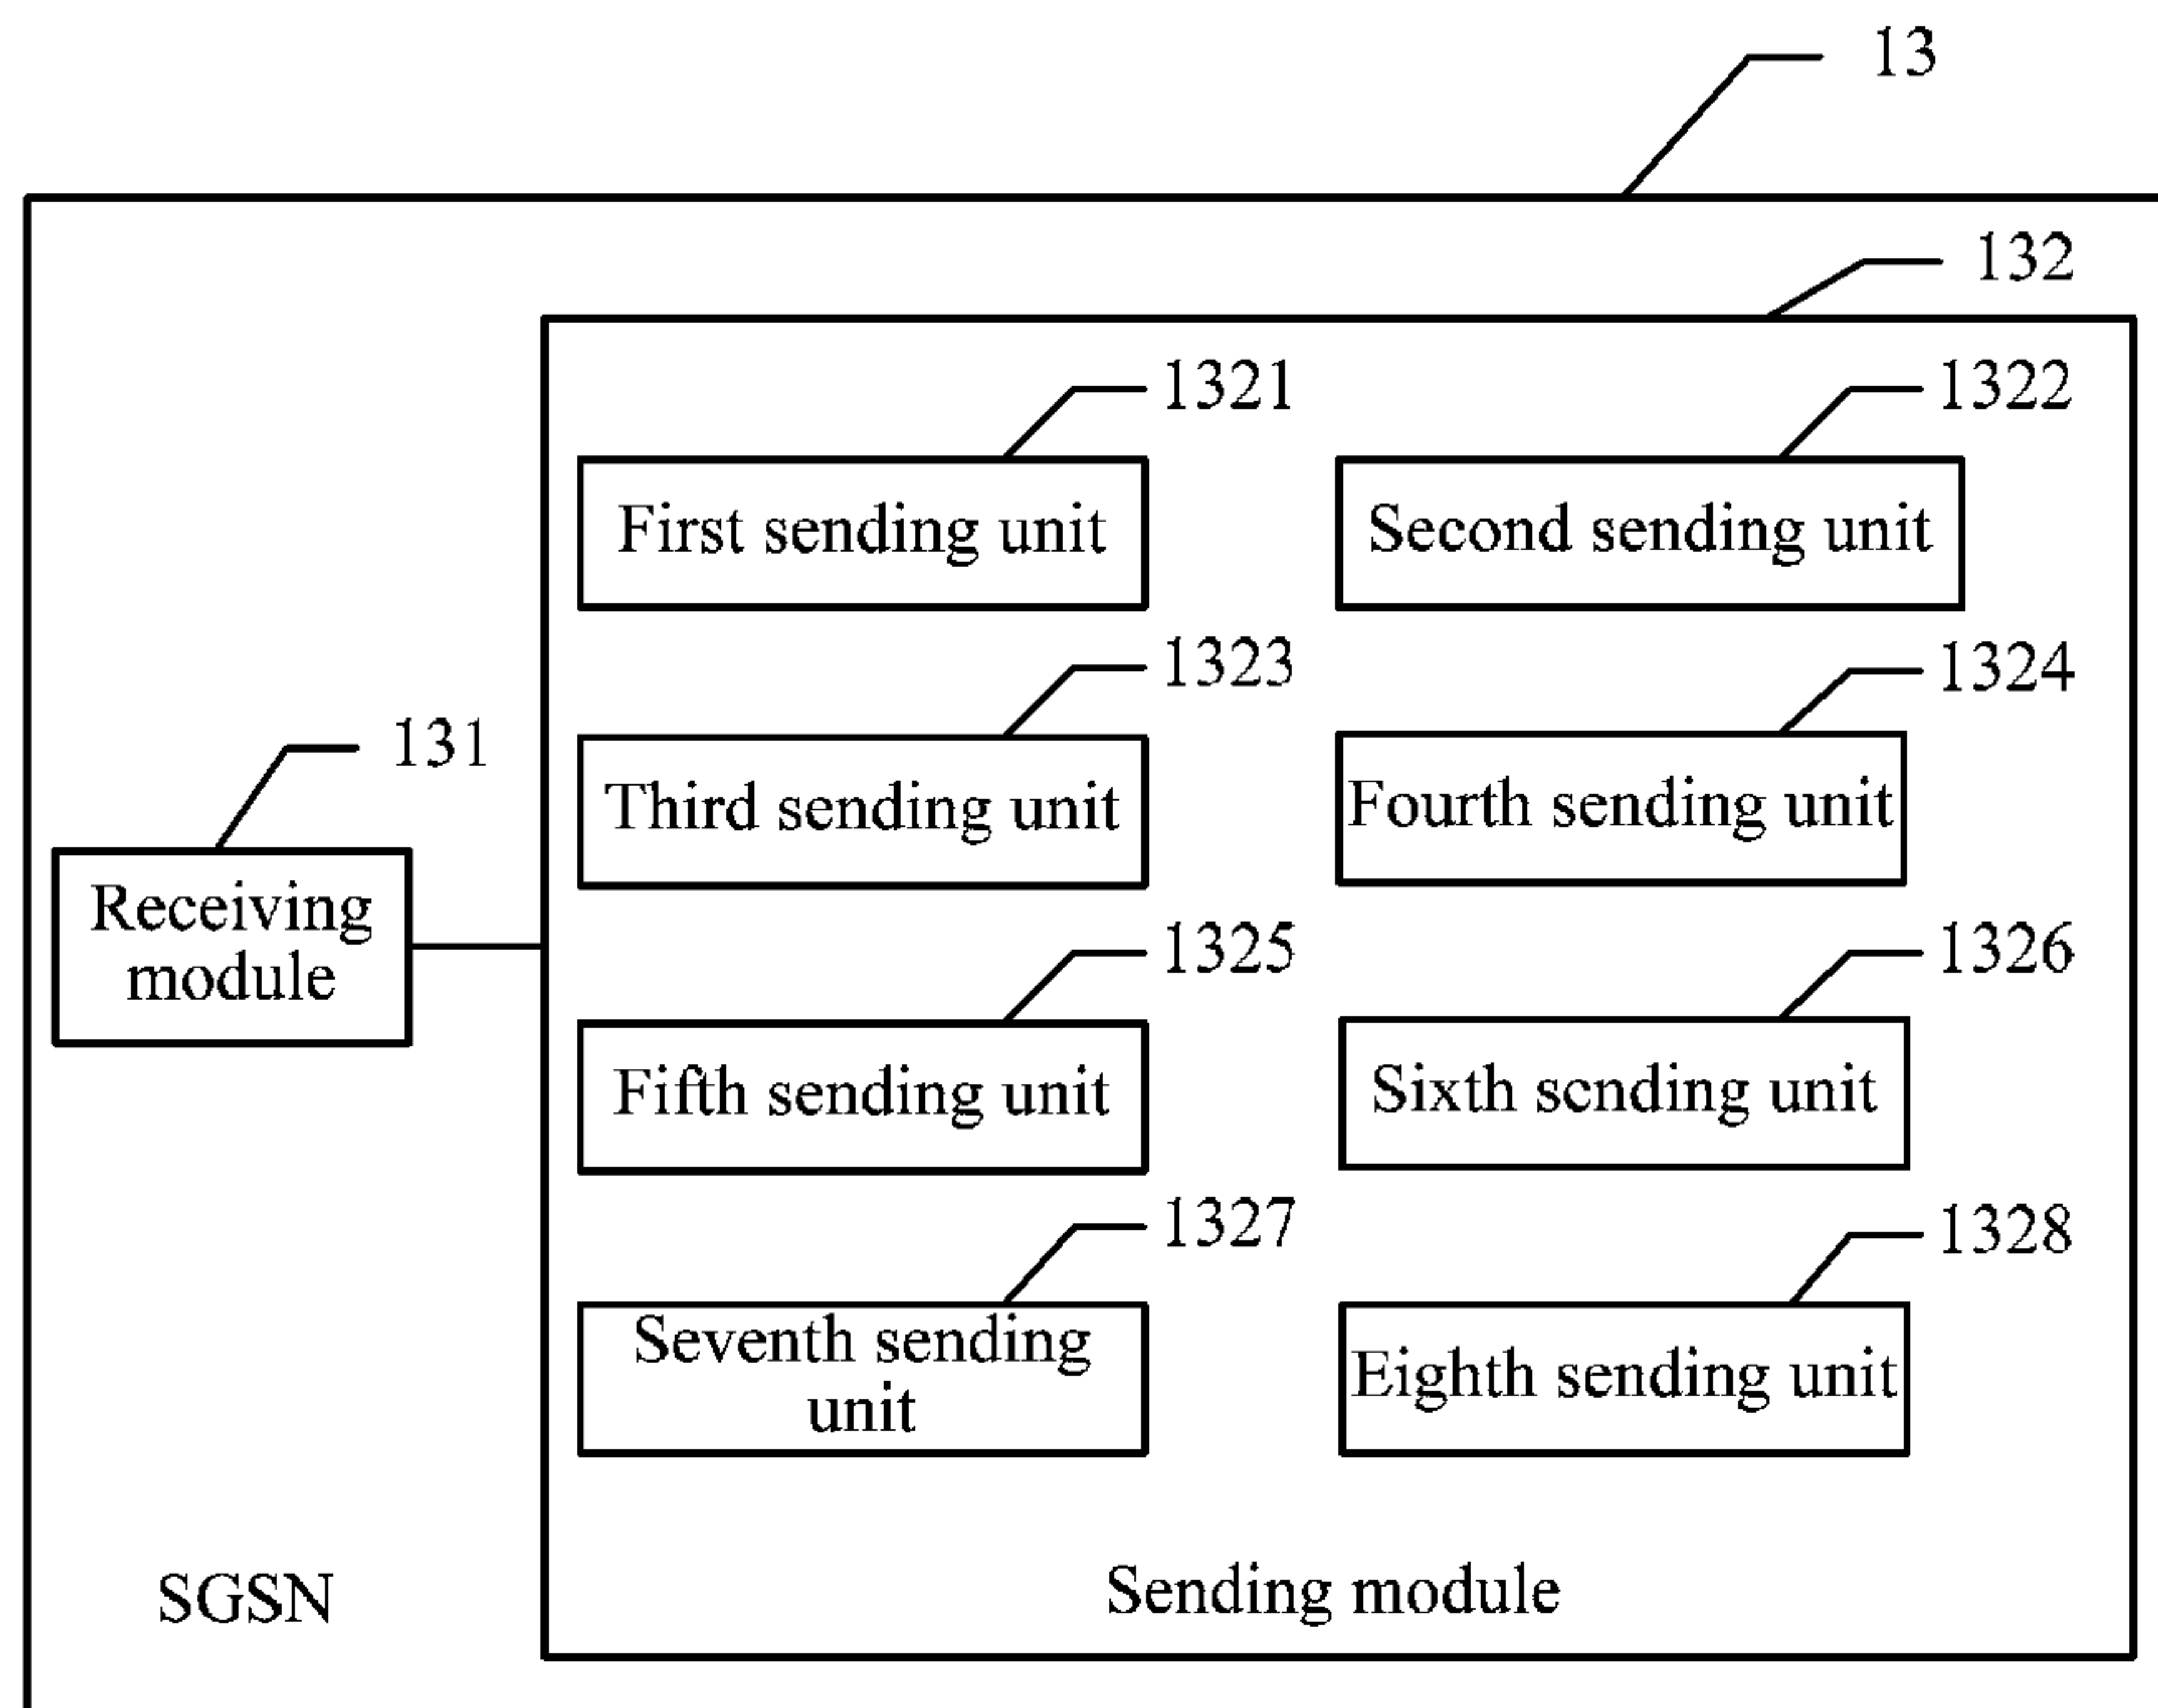 13
132
1321
1322
First sending unit
Second sending unit
1323
1324
Third sending unit
Fourth sending unit
131
Receiving
module
1325
1326
Fifth sending unit
Sixth sending unit
1327
1328
Seventh sending
unit
Eighth sending unit
SGSN
Sending module